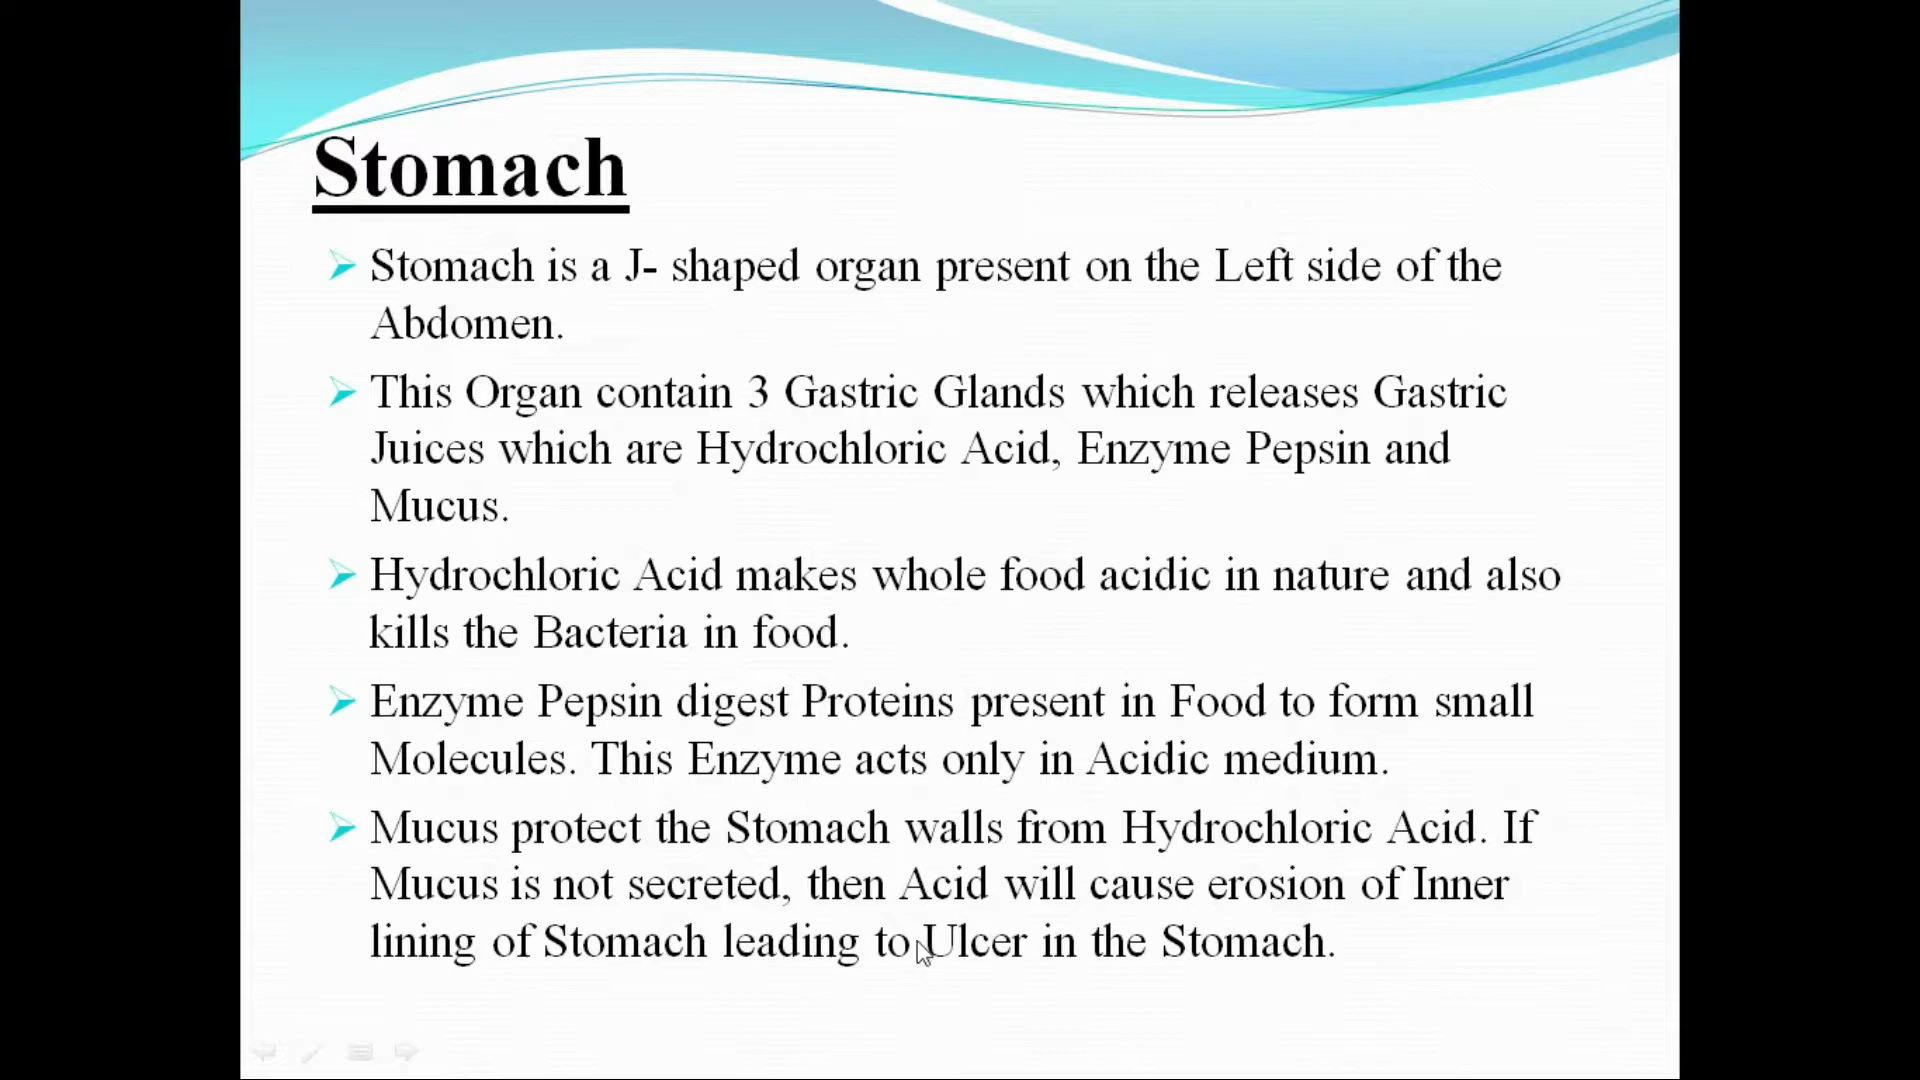 Stomach
Stomach is a J- shaped organ present on the Left side of the
Abdomen.
This Organ contain 3 Gastric Glands which releases Gastric
Juices which are Hydrochloric Acid, Enzyme Pepsin and
Mucus.
Hydrochloric Acid makes whole food acidic in nature and also
kills the Bacteria in food.
Enzyme Pepsin digest Proteins present in Food to form small
Molecules. This Enzyme acts only in Acidic medium.
Mucus protect the Stomach walls from Hydrochloric Acid. If
Mucus is not secreted, then Acid will cause erosion of Inner
lining of Stomach leading to Ulcer in the Stomach.